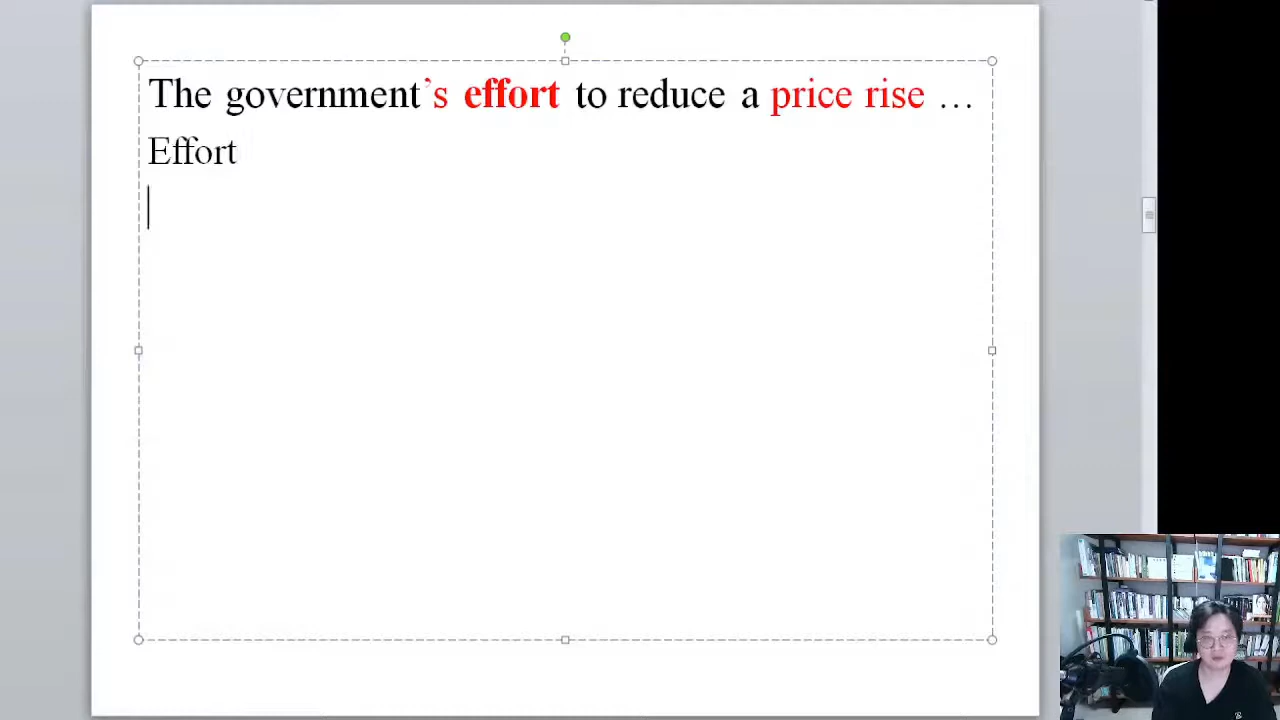 The government’s effort to reduce a price rise …
Effort